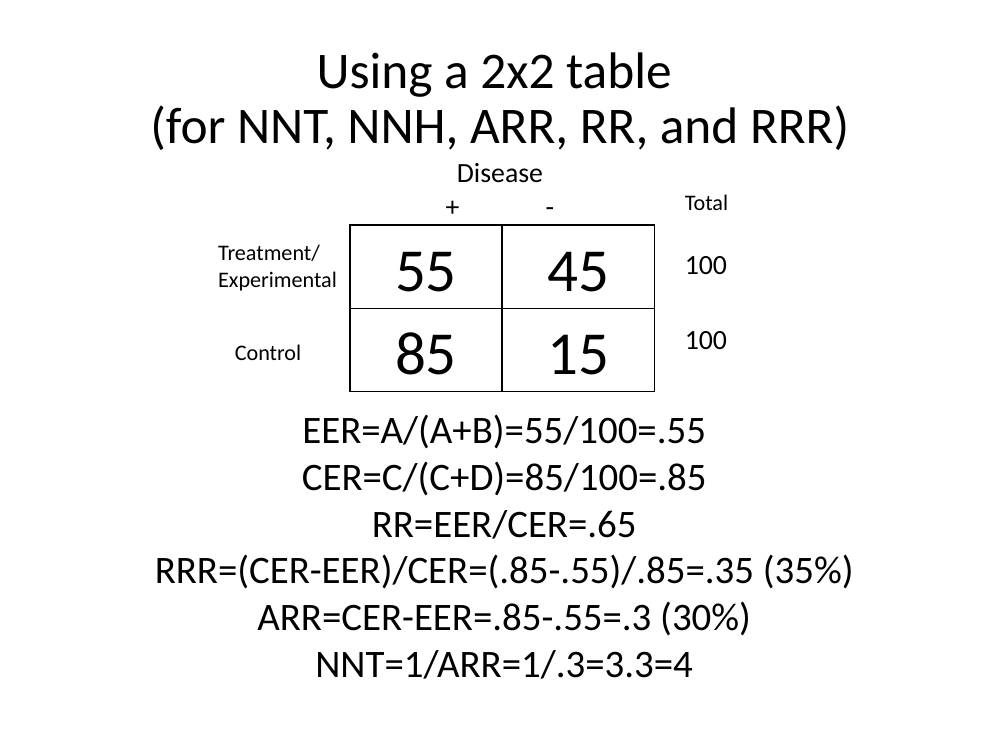 Using a 2x2 table
(for NNT, NNH, ARR, RR, and RRR)
Disease
+ -
Total
Treatment/
Experimental
55 45
100
Control
85 15
100
EER=A/(A+B)=55/100=.55
CER=C/(C+D)=85/100=.85
RR=EER/CER=.65
RRR=(CER-EER)/CER=(.85-.55)/.85=.35 (35%)
ARR=CER-EER=.85-.55=.3 (30%)
NNT=1/ARR=1/.3=3.3=4